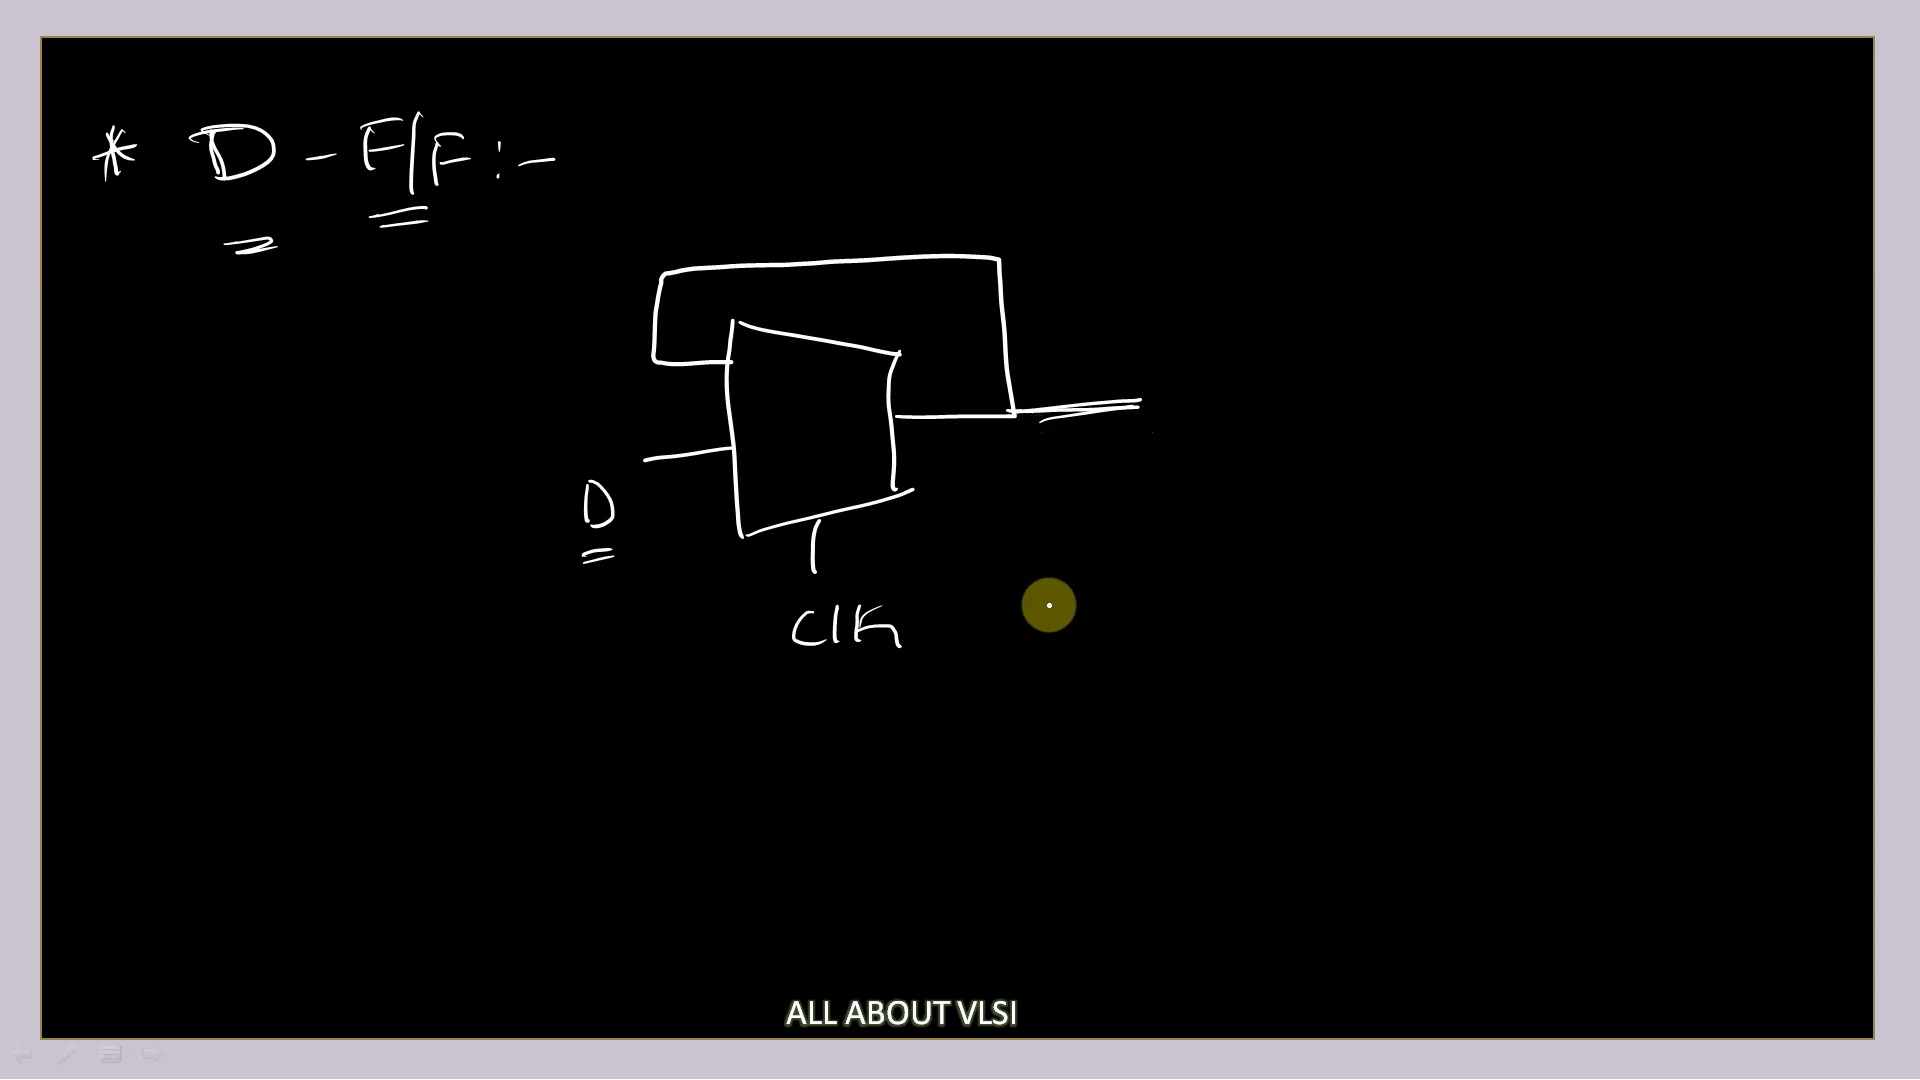 * D - F/F :-
D
Clk
ALL ABOUT VLSI